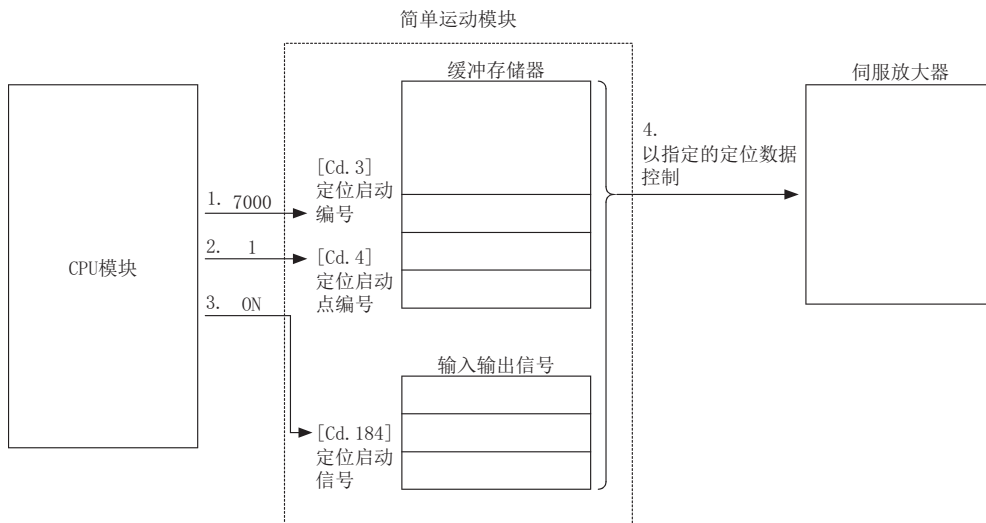 简单运动模块
缓冲存储器
伺服放大器
4.
以指定的定位数据
控制
[Cd.3]
定位启动
编号
1. 7000
2. 1
[Cd.4]
定位启动
点编号
CPU模块
3. ON
输入输出信号
[Cd.184]
定位启动
信号